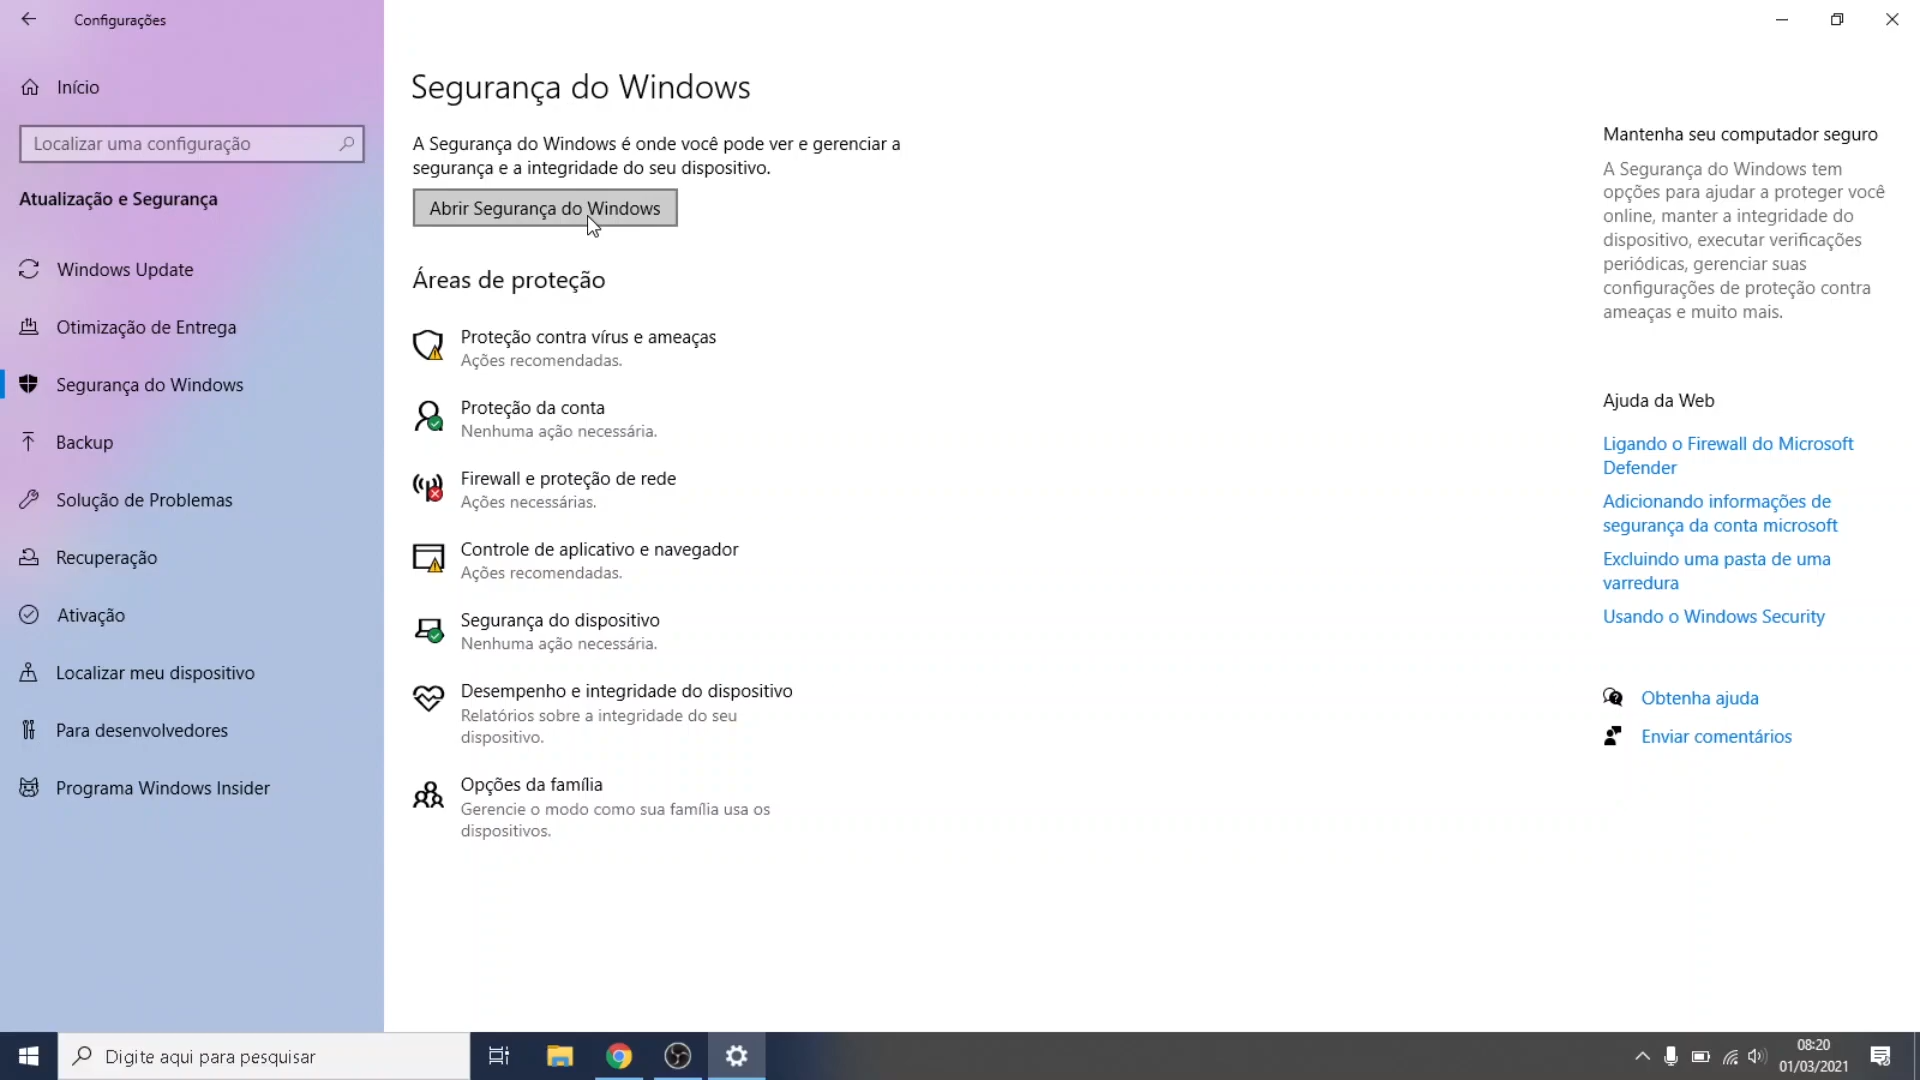 Configurações
Início
Localizar uma configuração
Atualização e Segurança
Windows Update
Otimização de Entrega
Segurança do Windows
Backup
Solução de Problemas
Recuperação
Ativação
Localizar meu dispositivo
Para desenvolvedores
Programa Windows Insider
Segurança do Windows
A Segurança do Windows é onde você pode ver e gerenciar a
segurança e a integridade do seu dispositivo.
Abrir Segurança do Windows
Áreas de proteção
Proteção contra vírus e ameaças
Ações recomendadas.
Proteção da conta
Nenhuma ação necessária.
Firewall e proteção de rede
Ações necessárias.
Controle de aplicativo e navegador
Ações recomendadas.
Segurança do dispositivo
Nenhuma ação necessária.
Desempenho e integridade do dispositivo
Relatórios sobre a integridade do seu
dispositivo.
Opções da família
Gerencie o modo como sua família usa os
dispositivos.
Mantenha seu computador seguro
A Segurança do Windows tem
opções para ajudar a proteger você
online, manter a integridade do
dispositivo, executar verificações
periódicas, gerenciar suas
configurações de proteção contra
ameaças e muito mais.
Ajuda da Web
Ligando o Firewall do Microsoft
Defender
Adicionando informações de
segurança da conta microsoft
Excluindo uma pasta de uma
varredura
Usando o Windows Security
Obtenha ajuda
Enviar comentários
Digite aqui para pesquisar
08:20
01/03/2021